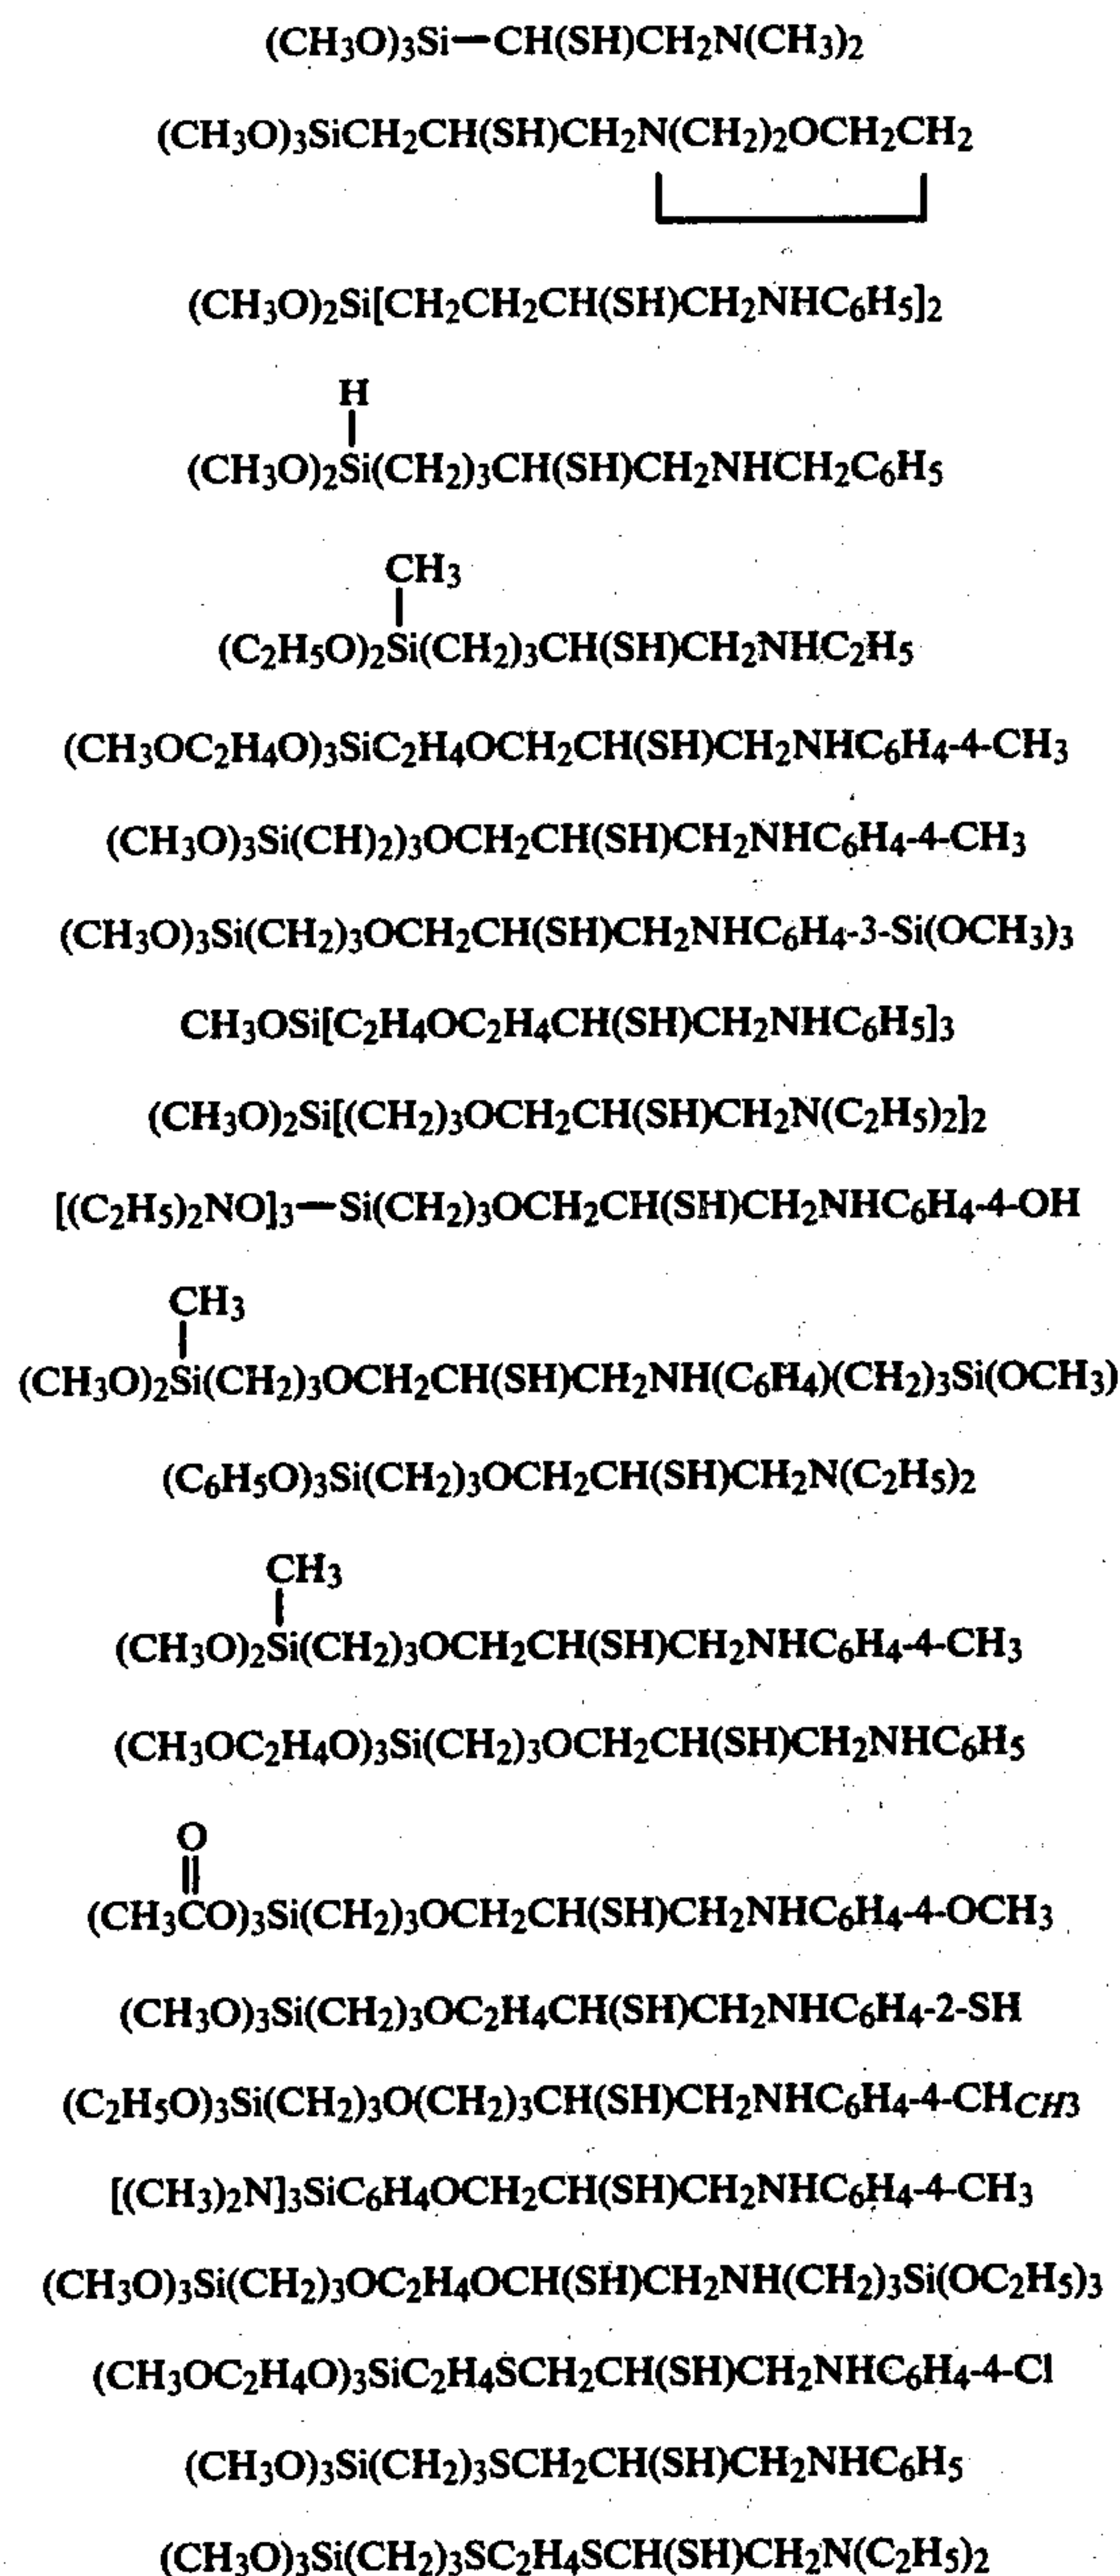 (CH3O)3Si—CH(SH)CH2N(CH3)2
(CH3O)3SiCH2CH(SH)CH2N(CH2)2OCH2CH2
(CH3O)2Si[CH2CH2CH(SH)CH2NHC6H5]2
H
(CH3O)2Si(CH2)3CH(SH)CH2NHCH2C6H5
CH3
(C2H5O)2Si(CH2)3CH(SH)CH2NHC2H5
(CH3OC2H4O)3SiC2H4OCH2CH(SH)CH2NHC6H4-4-CH3
(CH3O)3Si(CH)2)3OCH2CH(SH)CH2NHC6H4-4-CH3
(CH3O)3Si(CH2)3OCH2CH(SH)CH2NHC6H4-3-Si(OCH3)3
CH3OSi[C2H4OC2H4CH(SH)CH2NHC6H5]3
(CH3O)2Si[(CH2)3OCH2CH(SH)CH2N(C2H5)2]2
[(C2H5)2NO]3—Si(CH2)3OCH2CH(SH)CH2NHC6H4-4-OH
CH3
(CH3O)2Si(CH2)3OCH2CH(SH)CH2NH(C6H4)(CH2)3Si(OCH3)
(C6H5O)3Si(CH2)3OCH2CH(SH)CH2N(C2H5)2
CH3
(CH3O)2Si(CH2)3OCH2CH(SH)CH2NHC6H4-4-CH3
(CH3OC2H4O)3Si(CH2)3OCH2CH(SH)CH2NHC6H5
O
(CH3CO)3Si(CH2)3OCH2CH(SH)CH2NHC6H4-4-OCH3
(CH3O)3Si(CH2)3OC2H4CH(SH)CH2NHC6H4-2-SH
(C2H5O)3Si(CH2)3O(CH2)3CH(SH)CH2NHC6H4-4-CHCH3
[(CH3)2N]3SiC6H4OCH2CH(SH)CH2NHC6H4-4-CH3
(CH3O)3Si(CH2)3OC2H4OCH(SH)CH2NH(CH2)3Si(OC2H5)3
(CH3OC2H4O)3SiC2H4SCH2CH(SH)CH2NHC6H4-4-Cl
(CH3O)3Si(CH2)3SCH2CH(SH)CH2NHC6H5
(CH3O)3Si(CH2)3SC2H4SCH(SH)CH2N(C2H5)2